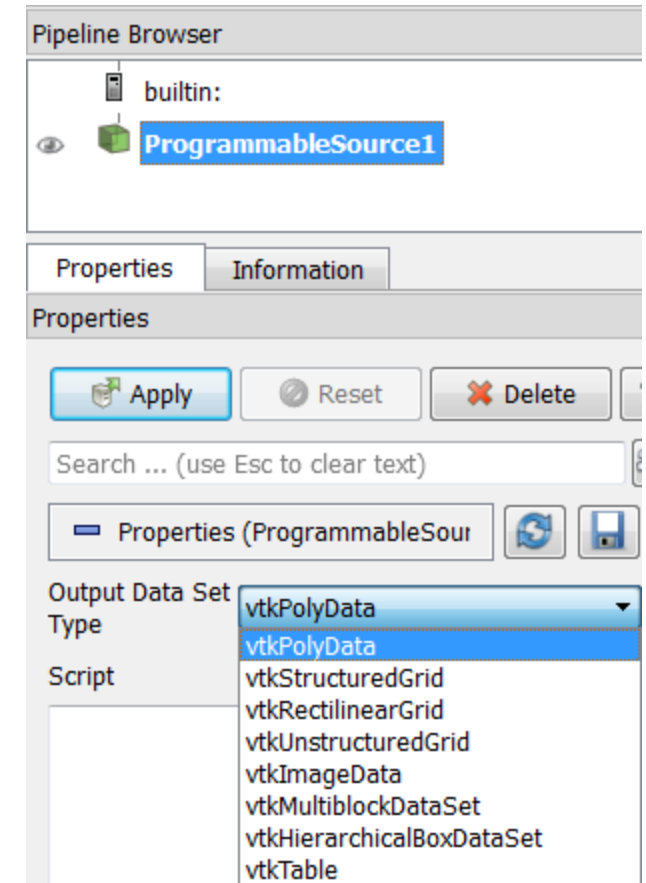 Pipeline Browser
builtin:
ProgrammableSource1
Properties
Information
Properties
Apply
Reset
Delete
Search ... (use Esc to clear text)
Properties (ProgrammableSour
Output Data Set
Type
vtkPolyData
vtkPolyData
Script
vtkStructuredGrid
vtkRectilinearGrid
vtkUnstructuredGrid
vtkImageData
vtkMultiblockDataSet
vtkHierarchicalBoxDataSet
vtkTable